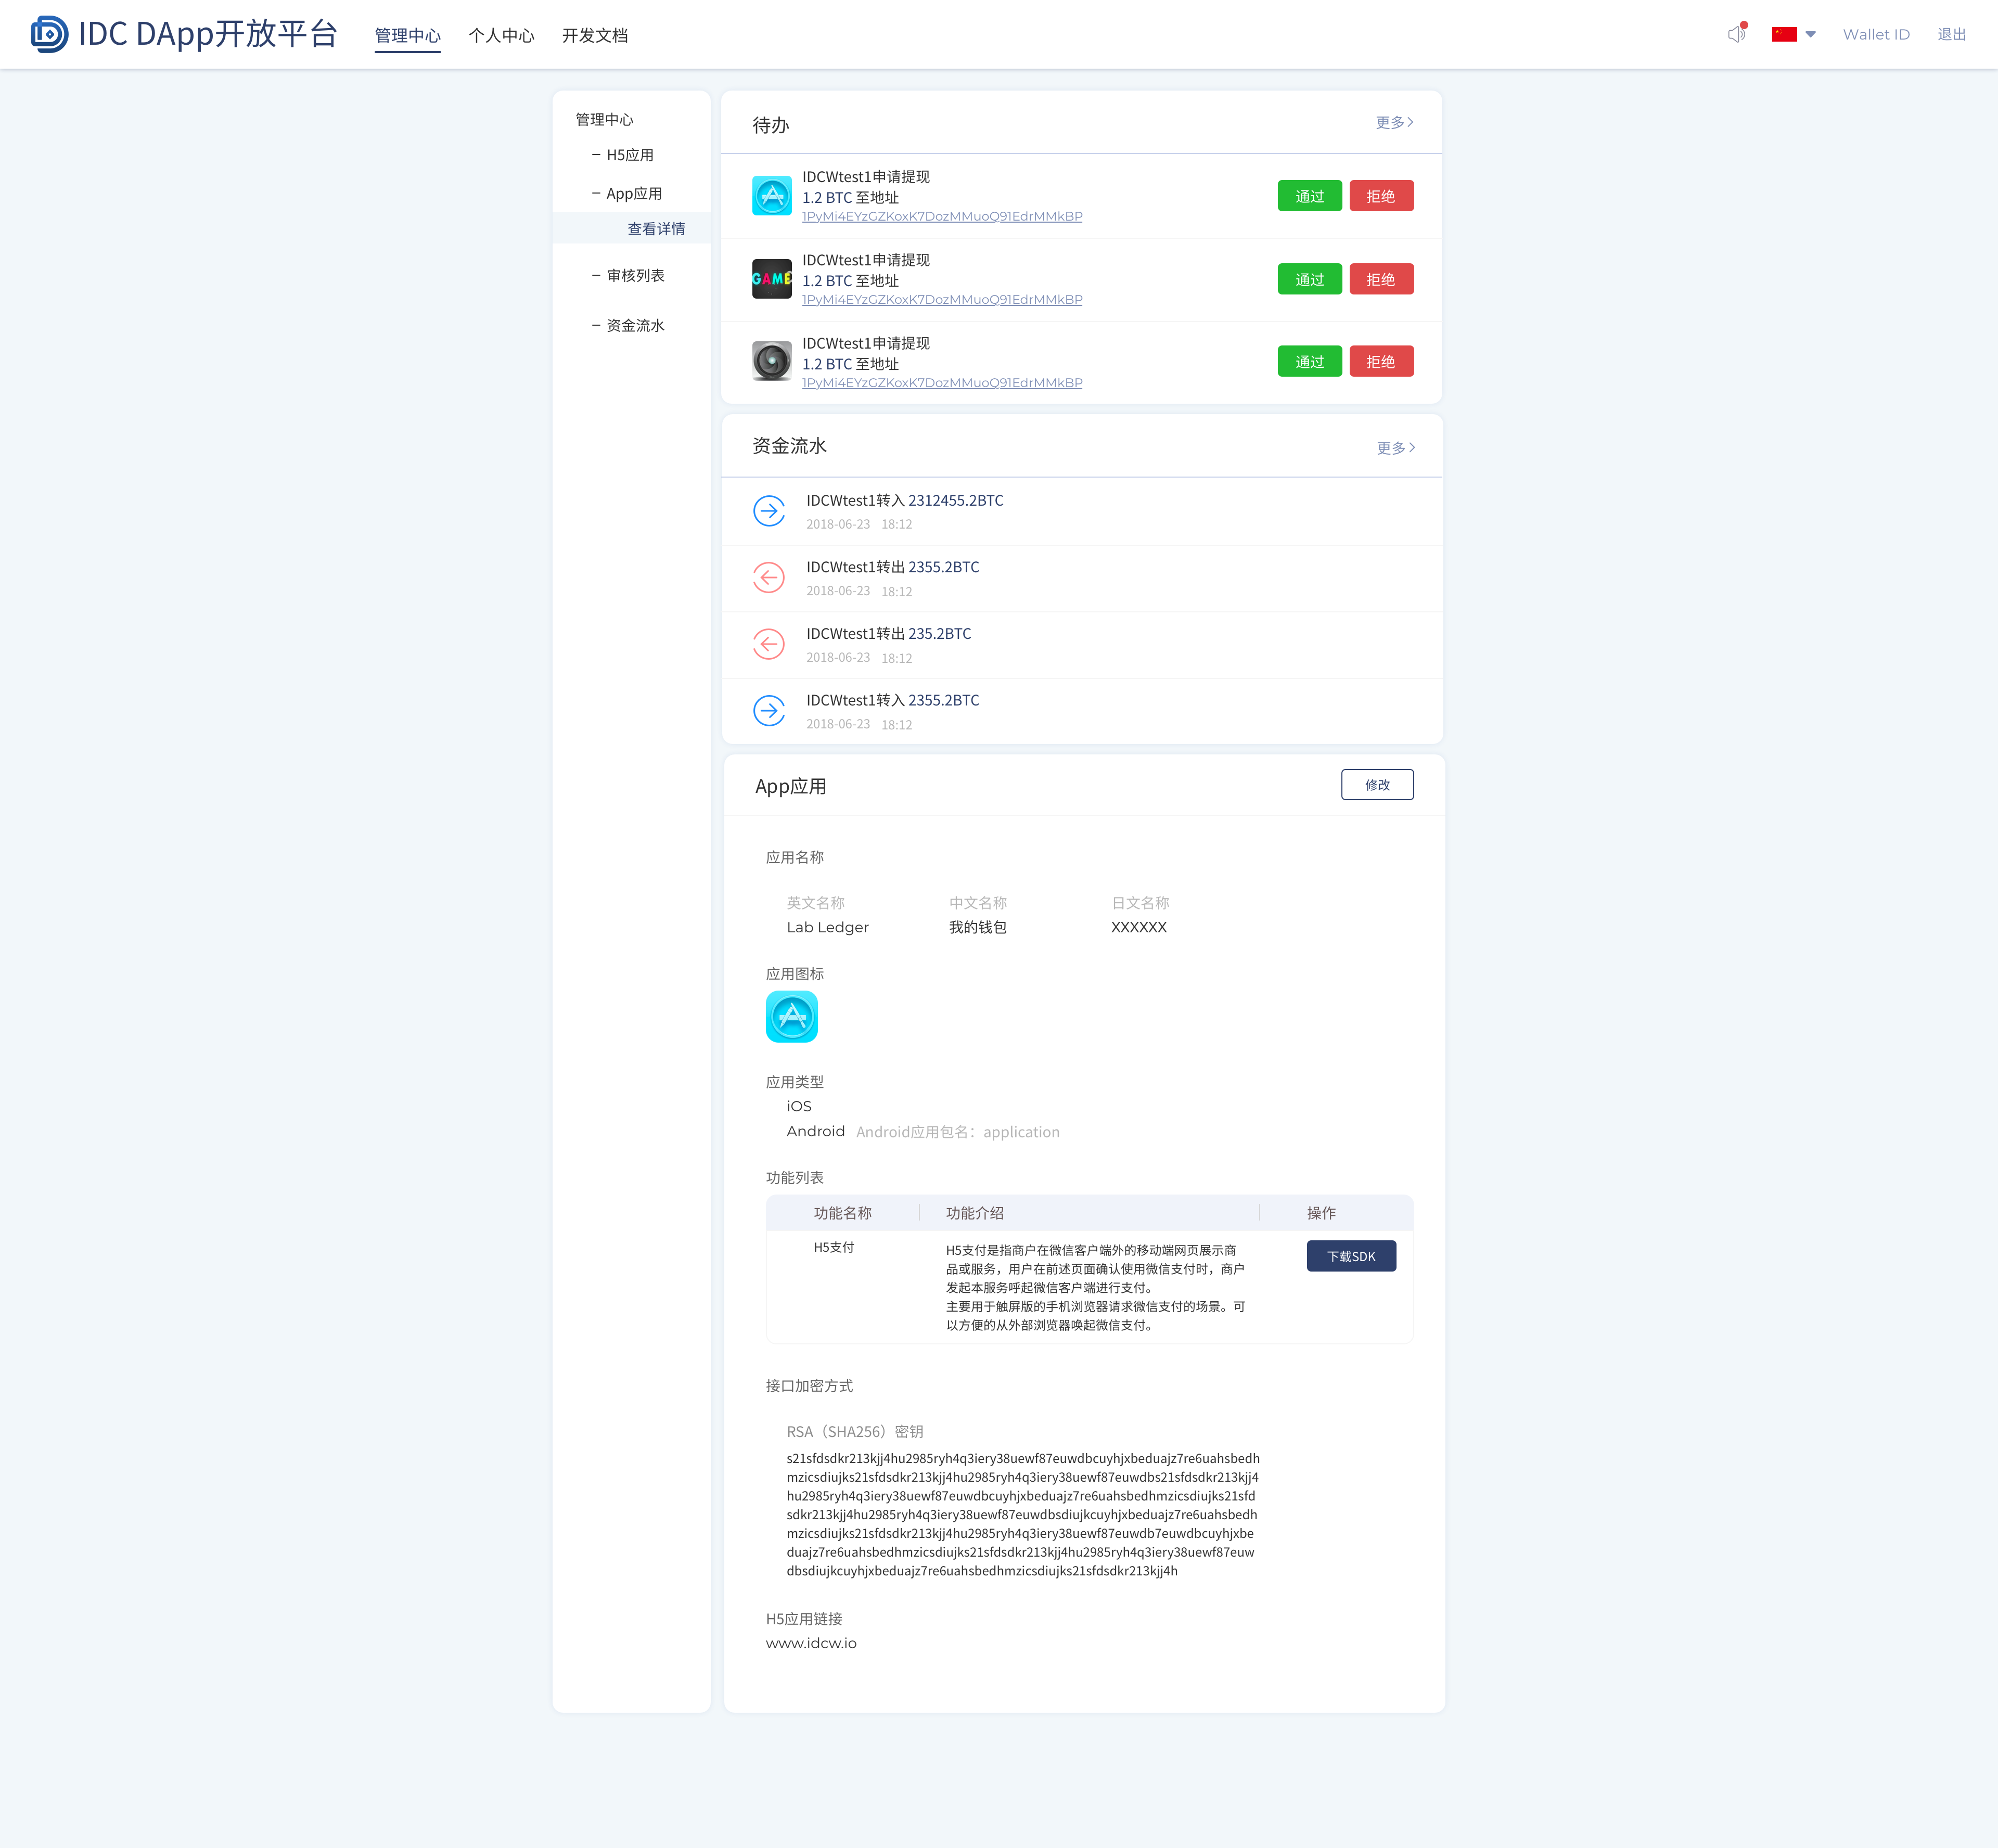 IDC DApp开放平台
管理中心
个人中心
开发文档
Wallet ID
退出
管理中心
– H5应用
– App应用
查看详情
– 审核列表
– 资金流水
待办
更多
IDCWtest1申请提现
1.2 BTC 至地址
1PyMi4EYzGZKoxK7DozMMuoQ91EdrMMkBP
通过
拒绝
GAME
IDCWtest1申请提现
1.2 BTC 至地址
1PyMi4EYzGZKoxK7DozMMuoQ91EdrMMkBP
通过
拒绝
IDCWtest1申请提现
1.2 BTC 至地址
1PyMi4EYzGZKoxK7DozMMuoQ91EdrMMkBP
通过
拒绝
资金流水
更多
IDCWtest1转入 2312455.2BTC
2018-06-23 18:12
IDCWtest1转出 2355.2BTC
2018-06-23 18:12
IDCWtest1转出 235.2BTC
2018-06-23 18:12
IDCWtest1转入 2355.2BTC
2018-06-23 18:12
App应用
修改
应用名称
英文名称 中文名称 日文名称
Lab Ledger 我的钱包 XXXXXX
应用图标
应用类型
iOS
Android Android应用包名：application
功能列表
功能名称 功能介绍 操作
H5支付
H5支付是指商户在微信客户端外的移动端网页展示商
品或服务，用户在前述页面确认使用微信支付时，商户
发起本服务呼起微信客户端进行支付。
主要用于触屏版的手机浏览器请求微信支付的场景。可
以方便的从外部浏览器唤起微信支付。
下载SDK
接口加密方式
RSA（SHA256）密钥
s21sfdsdkr213kjj4hu2985ryh4q3iery38uewf87euwdbcuyhjxbeduajz7re6uahsbedh
mzicsdiujks21sfdsdkr213kjj4hu2985ryh4q3iery38uewf87euwdbs21sfdsdkr213kjj4
hu2985ryh4q3iery38uewf87euwdbcuyhjxbeduajz7re6uahsbedhmzicsdiujks21sfd
sdkr213kjj4hu2985ryh4q3iery38uewf87euwdbsdiujkcuyhjxbeduajz7re6uahsbedh
mzicsdiujks21sfdsdkr213kjj4hu2985ryh4q3iery38uewf87euwdb7euwdbcuyhjxbe
duajz7re6uahsbedhmzicsdiujks21sfdsdkr213kjj4hu2985ryh4q3iery38uewf87euw
dbsdiujkcuyhjxbeduajz7re6uahsbedhmzicsdiujks21sfdsdkr213kjj4h
H5应用链接
www.idcw.io